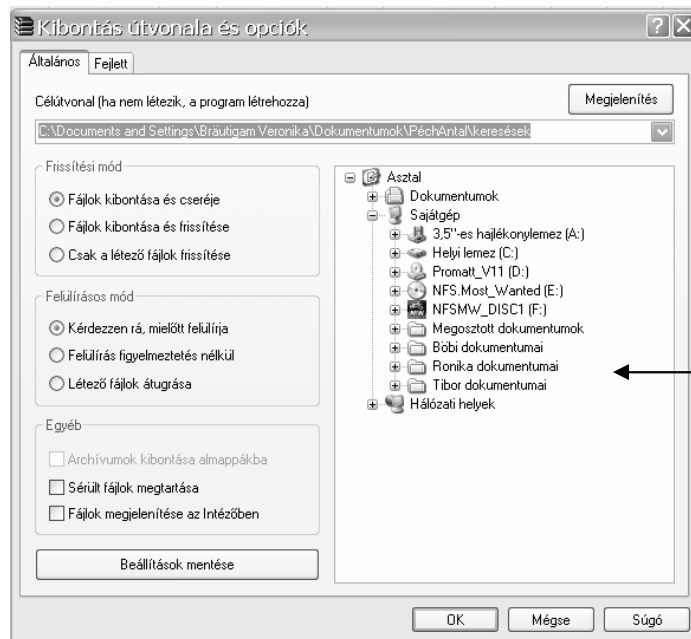 Kibontás útvonala és opciók
Általános
Fejlett
Célútvonal (ha nem létezik, a program létrehozza)
Megjelenítés
C:\Documents and Settings\Bräutigam Veronika\Dokumentumok\PéchAntal\keresések
Frissítési mód
Fájlok kibontása és cseréje
Fájlok kibontása és frissítése
Csak a létező fájlok frissítése
Felülírásos mód
Kérdezzen rá, mielőtt felülírja
Felülírás figyelmeztetés nélkül
Létező fájlok átugrása
Egyéb
Archívumok kibontása almappákba
Sérült fájlok megtartása
Fájlok megjelenítése az Intézőben
Beállítások mentése
Asztal
Dokumentumok
Sajátgép
3,5''-es hajlékonylemez (A:)
Helyi lemez (C:)
Promatt_V11 (D:)
NFS.Most_Wanted (E:)
NFSMW_DISC1 (F:)
Megosztott dokumentumok
Böbi dokumentumai
Ronika dokumentumai
Tibor dokumentumai
Hálózati helyek
OK
Mégse
Súgó